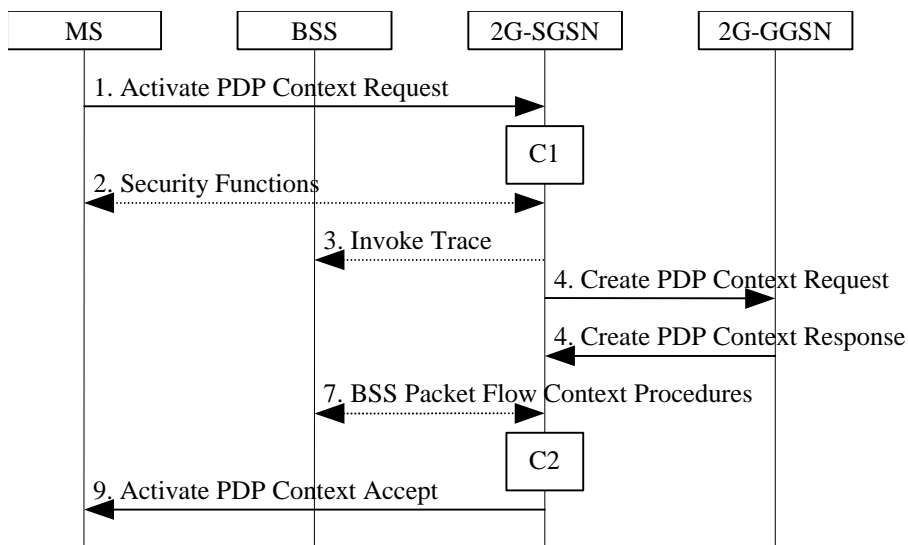 MS BSS 2G-SGSN 2G-GGSN
1. Activate PDP Context Request
C1
2. Security Functions
3. Invoke Trace
4. Create PDP Context Request
4. Create PDP Context Response
7. BSS Packet Flow Context Procedures
C2
9. Activate PDP Context Accept